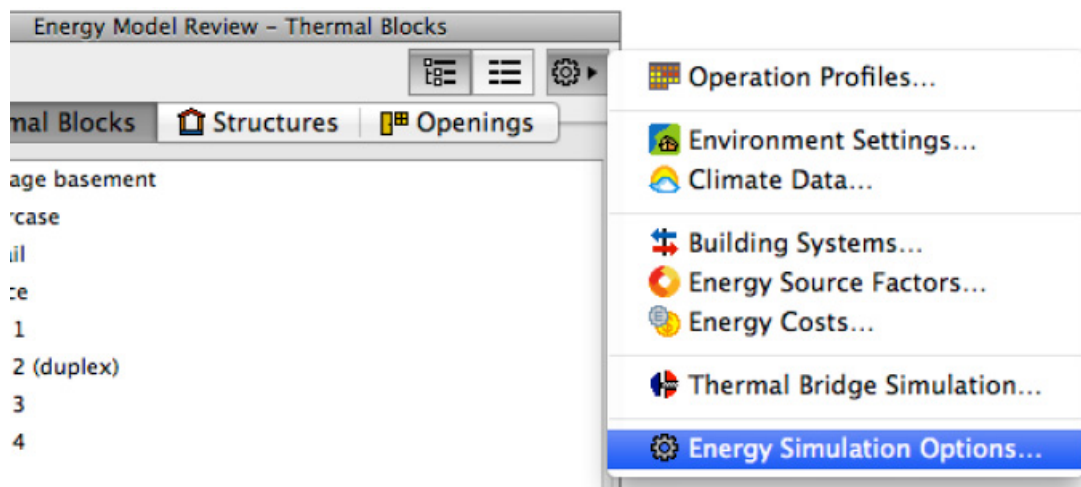 Energy Model Review – Thermal Blocks
mal Blocks
Structures
Openings
age basement
rcase
ail
ce
1
2 (duplex)
3
4
Operation Profiles...
Environment Settings...
Climate Data...
Building Systems...
Energy Source Factors...
Energy Costs...
Thermal Bridge Simulation...
Energy Simulation Options...